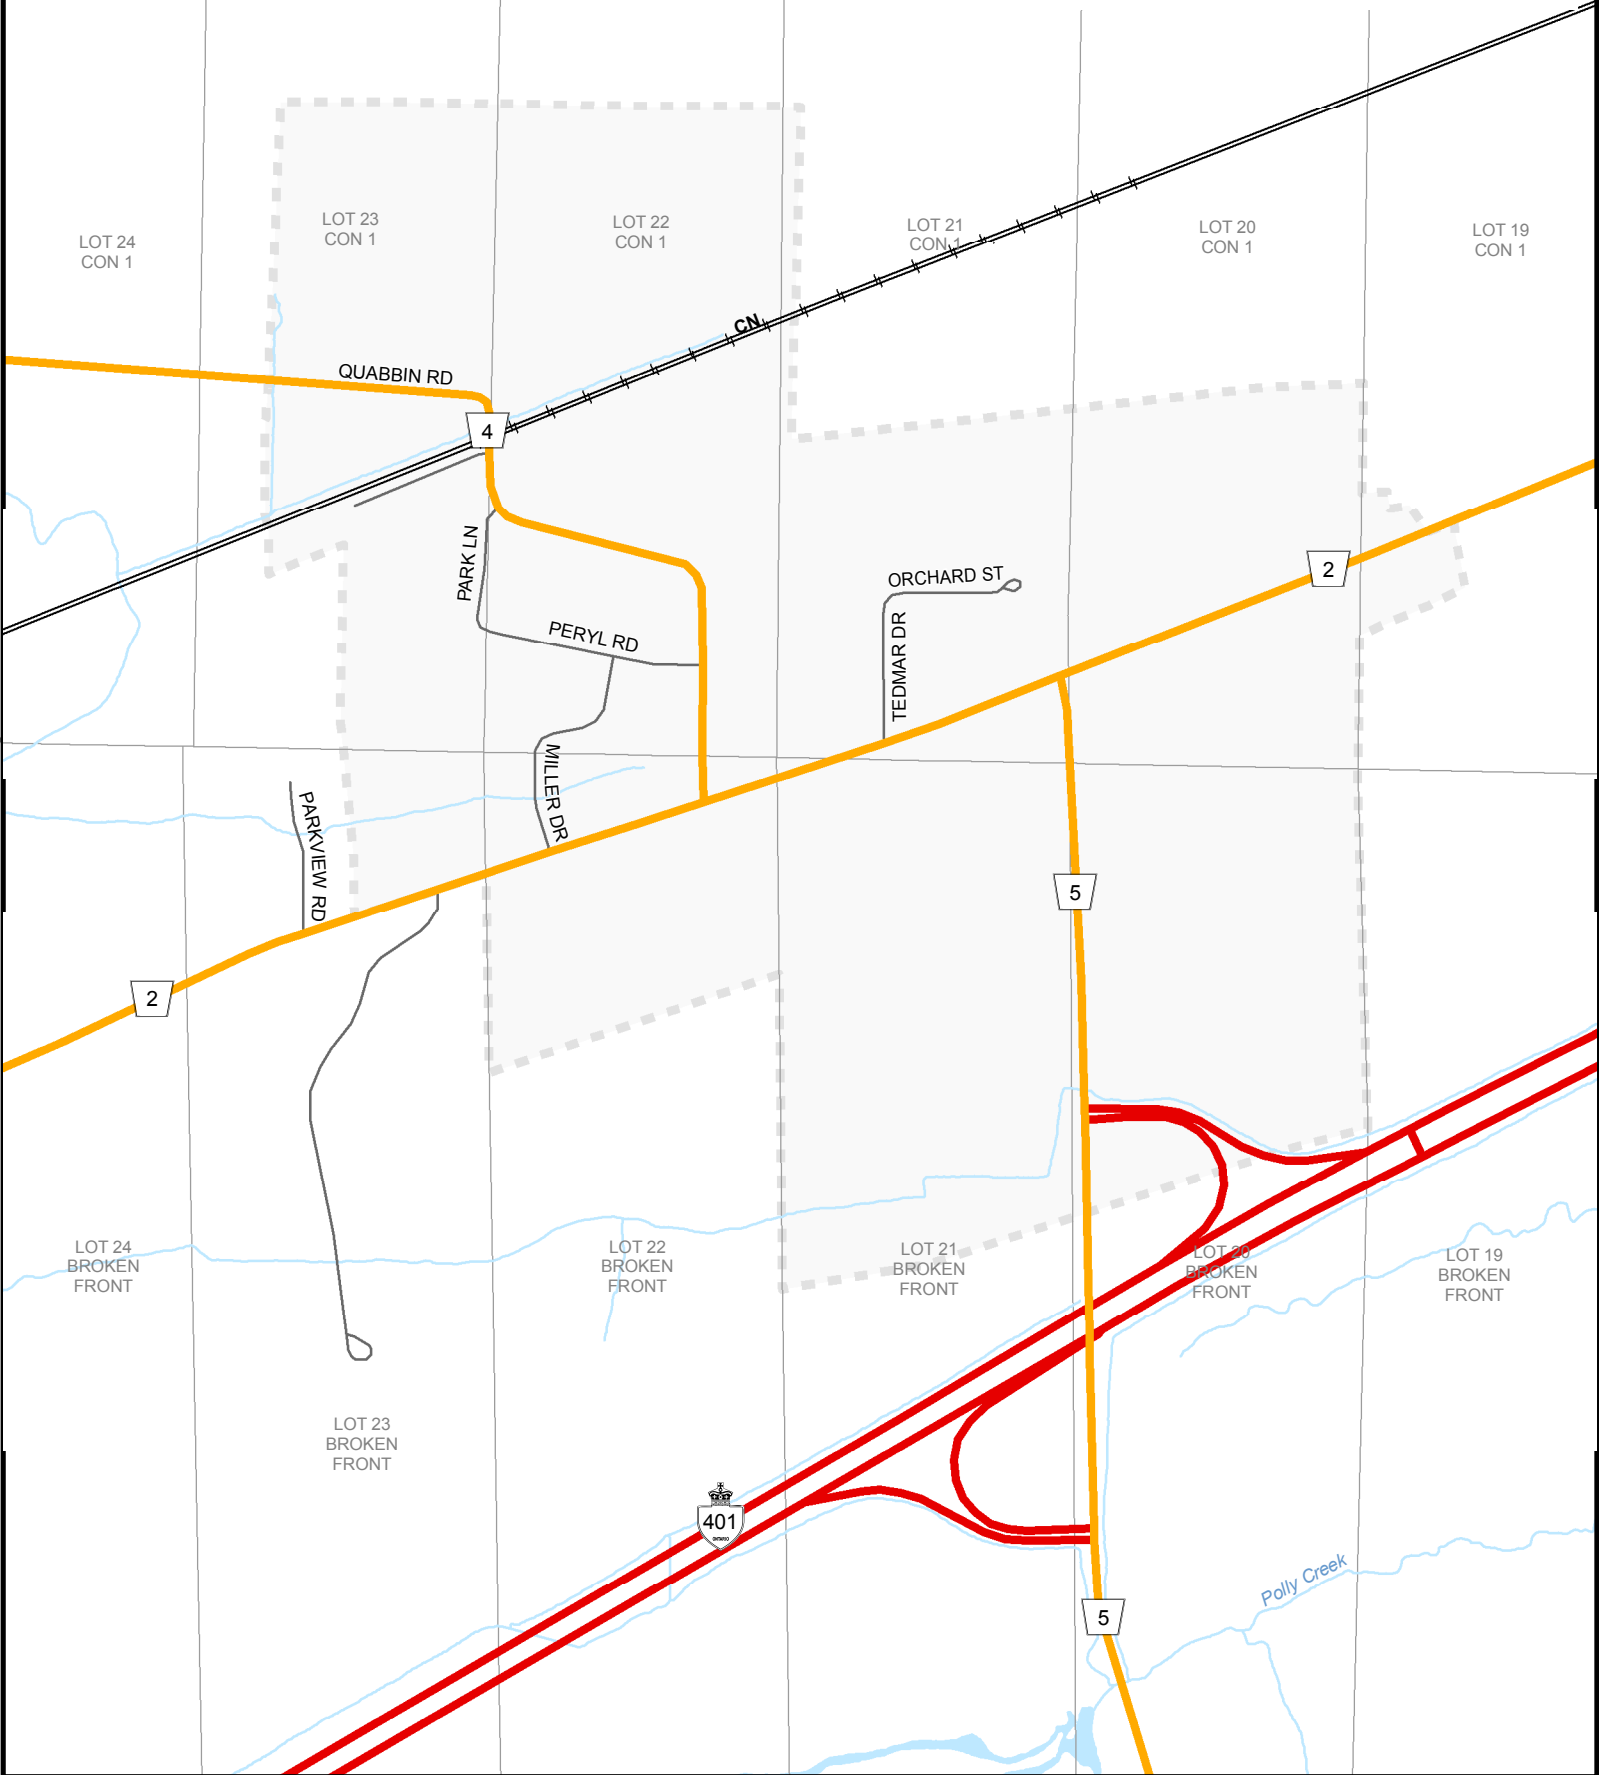 LOT 23
CON 1
LOT 22
CON 1
LOT 21
CON 1
LOT 20
CON 1
LOT 19
CON 1
LOT 24
CON 1
CN
QUABBIN RD
4
PARK LN
ORCHARD ST
2
PERYL RD
TEDMAR DR
MILLER DR
PARKVIEW RD
5
2
LOT 24
BROKEN
FRONT
LOT 22
BROKEN
FRONT
LOT 21
BROKEN
FRONT
LOT 20
BROKEN
FRONT
LOT 19
BROKEN
FRONT
LOT 23
BROKEN
FRONT
401
ONTARIO
Polly Creek
5